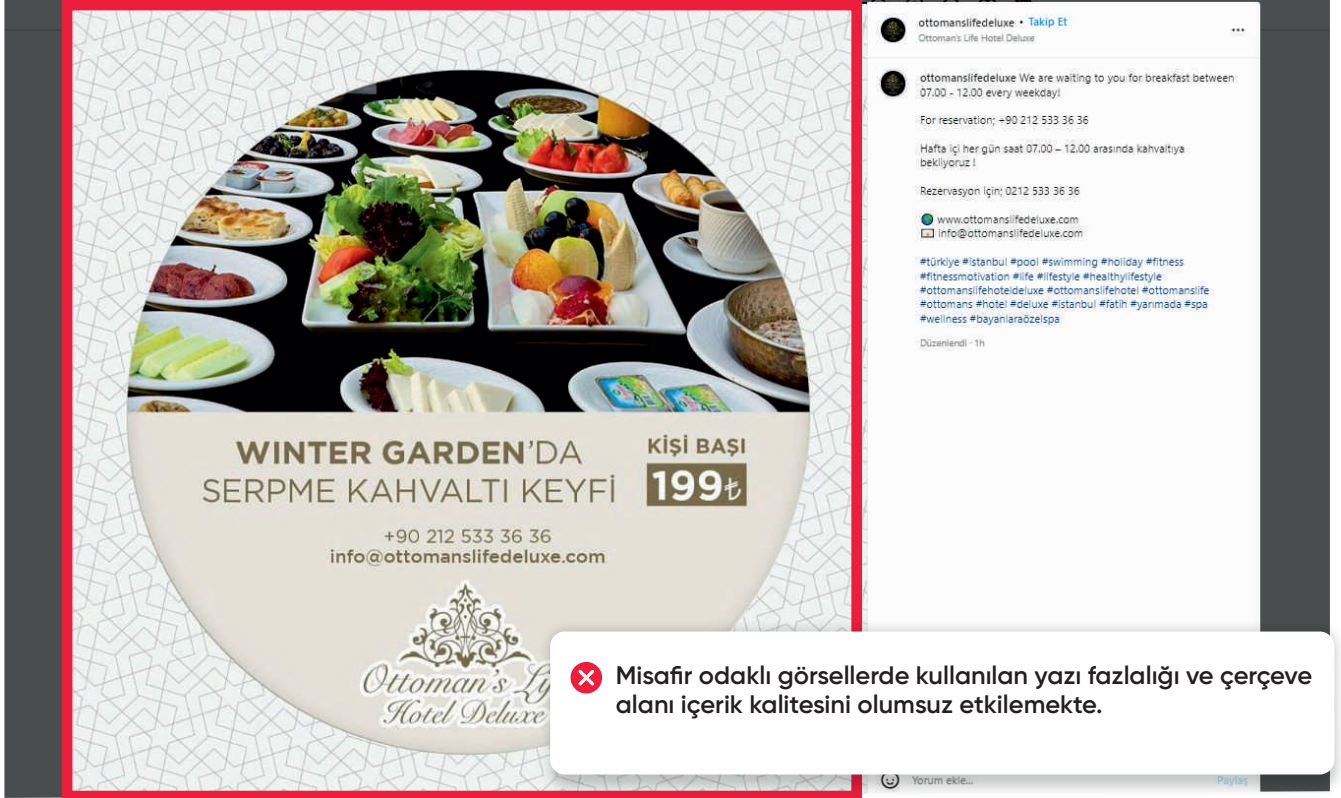 WINTER GARDEN'DA
SERPME KAHVALTI KEYFİ
KİŞİ BAŞI
199₺
+90 212 533 36 36
info@ottomanslifedeluxe.com
Ottoman's
Hotel Deluxe
ottomanslifedeluxe • Takip Et
Ottoman's Life Hotel Deluxe
ottomanslifedeluxe We are waiting to you for breakfast between
07.00 - 12.00 every weekday!
For reservation; +90 212 533 36 36
Hafta içi her gün saat 07.00 – 12.00 arasında kahvaltıya
bekliyoruz !
Rezervasyon için; 0212 533 36 36
www.ottomanslifedeluxe.com
info@ottomanslifedeluxe.com
#türkiye #istanbul #pool #swimming #holiday #fitness
#fitnessmotivation #life #lifestyle #healthylifestyle
#ottomanslifehoteldeluxe #ottomanslifehotel #ottomanslife
#ottomans #hotel #deluxe #istanbul #fatih #yarımada #spa
#wellness #bayanlaraözelspa
Düzenlendi · 1h
Misafir odaklı görsellerde kullanılan yazı fazlalığı ve çerçeve
alanı içerik kalitesini olumsuz etkilemekte.
Yorum ekle...
Paylaş